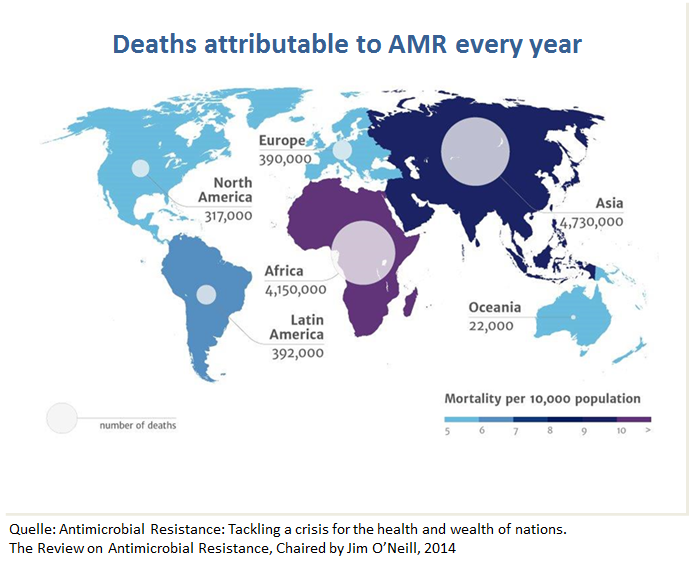 Deaths attributable to AMR every year
Europe
390,000
North
America
317,000
Asia
4,730,000
Africa
4,150,000
Oceania
22,000
Latin
America
392,000
Mortality per 10,000 population
number of deaths
5 6 7 8 9 10 >
Quelle: Antimicrobial Resistance: Tackling a crisis for the health and wealth of nations.
The Review on Antimicrobial Resistance, Chaired by Jim O’Neill, 2014